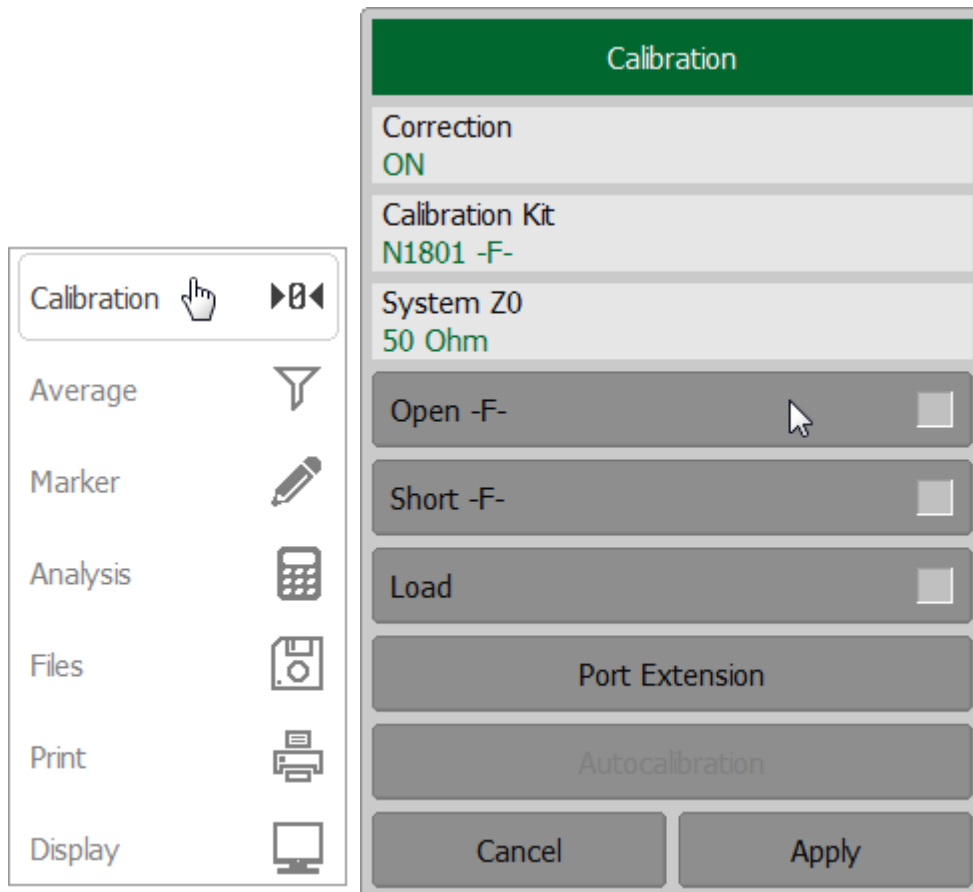 Calibration
Average
Marker
Analysis
Files
Print
Display
Calibration
Correction
ON
Calibration Kit
N1801 -F-
System Z0
50 Ohm
Open -F-
Short -F-
Load
Port Extension
Autocalibration
Cancel
Apply